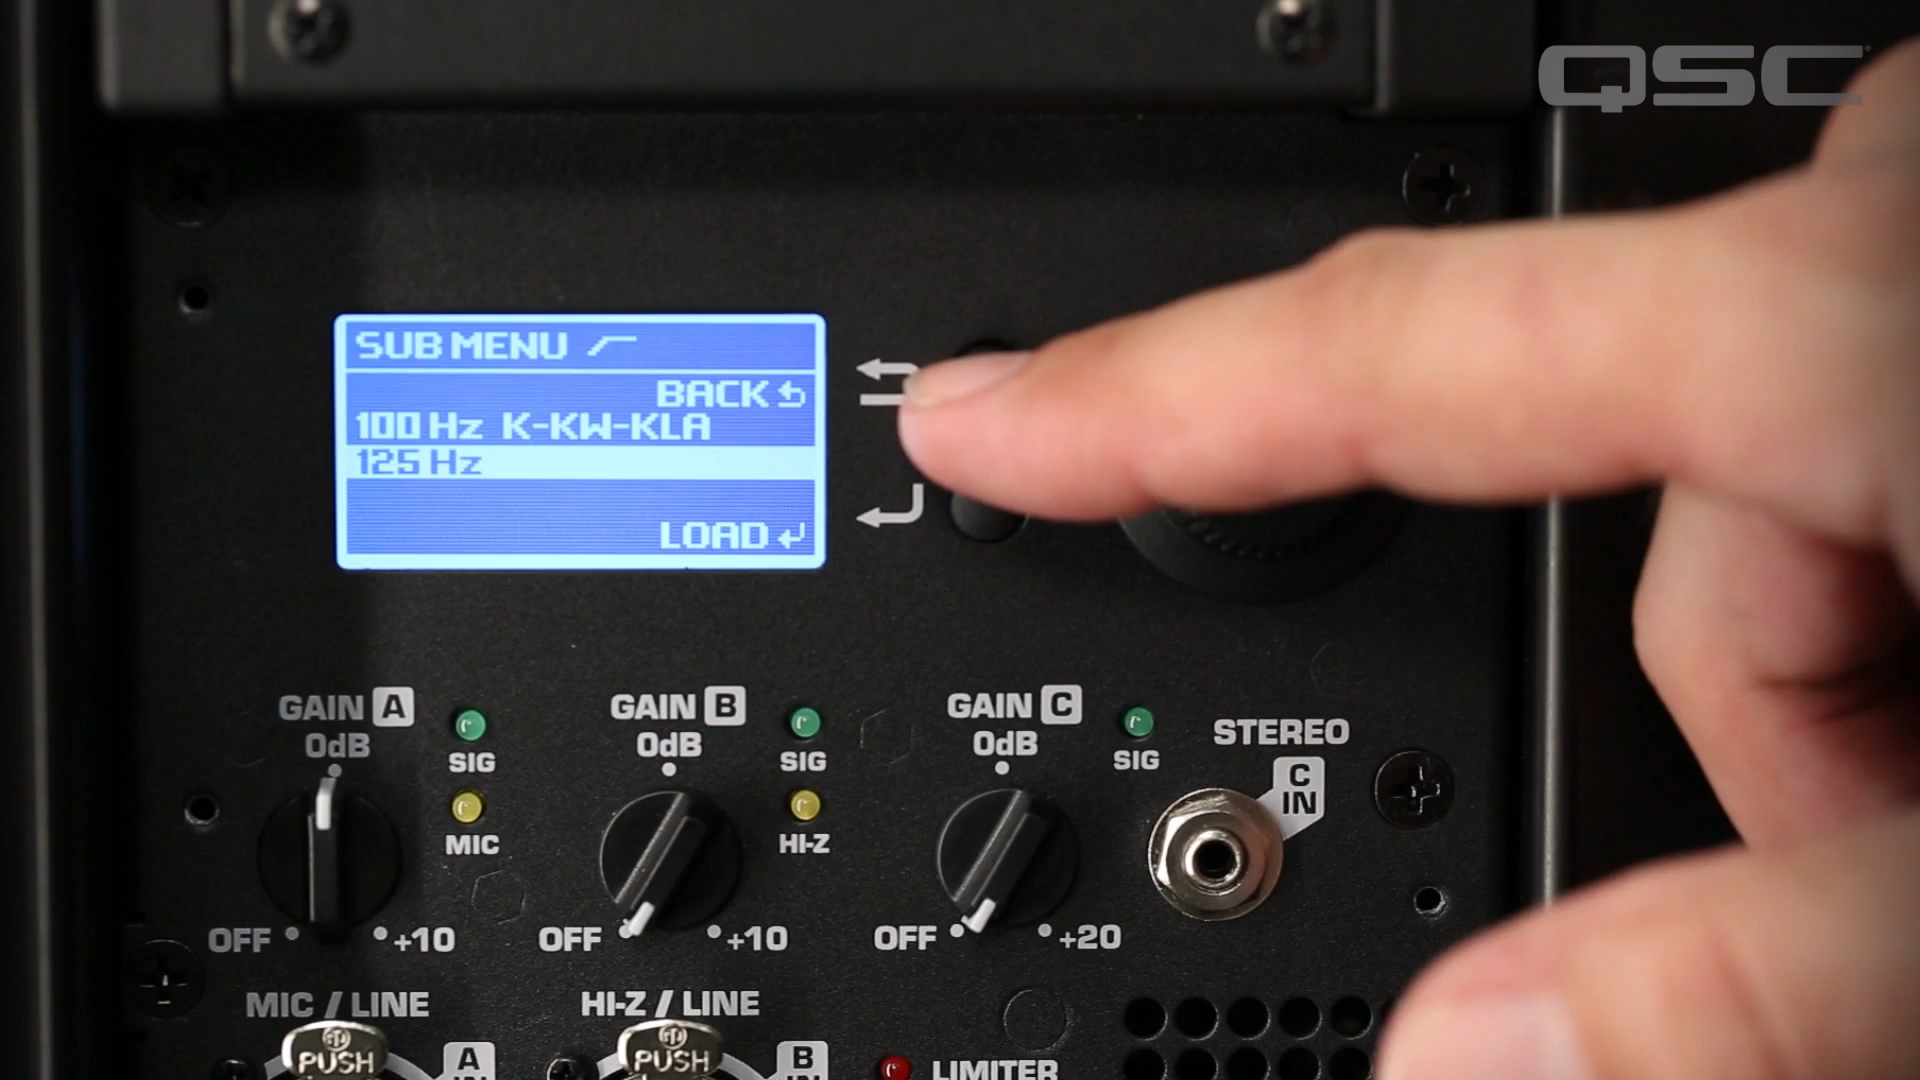 QSC
SUB MENU
BACK
100 Hz K-KW-KLA
125 Hz
LOAD
GAIN A
0dB
SIG
MIC
OFF
+10
MIC / LINE
PUSH
A
GAIN B
0dB
SIG
HI-Z
OFF
+10
HI-Z / LINE
PUSH
B
GAIN C
0dB
SIG
OFF
+20
STEREO
C
IN
LIMITER